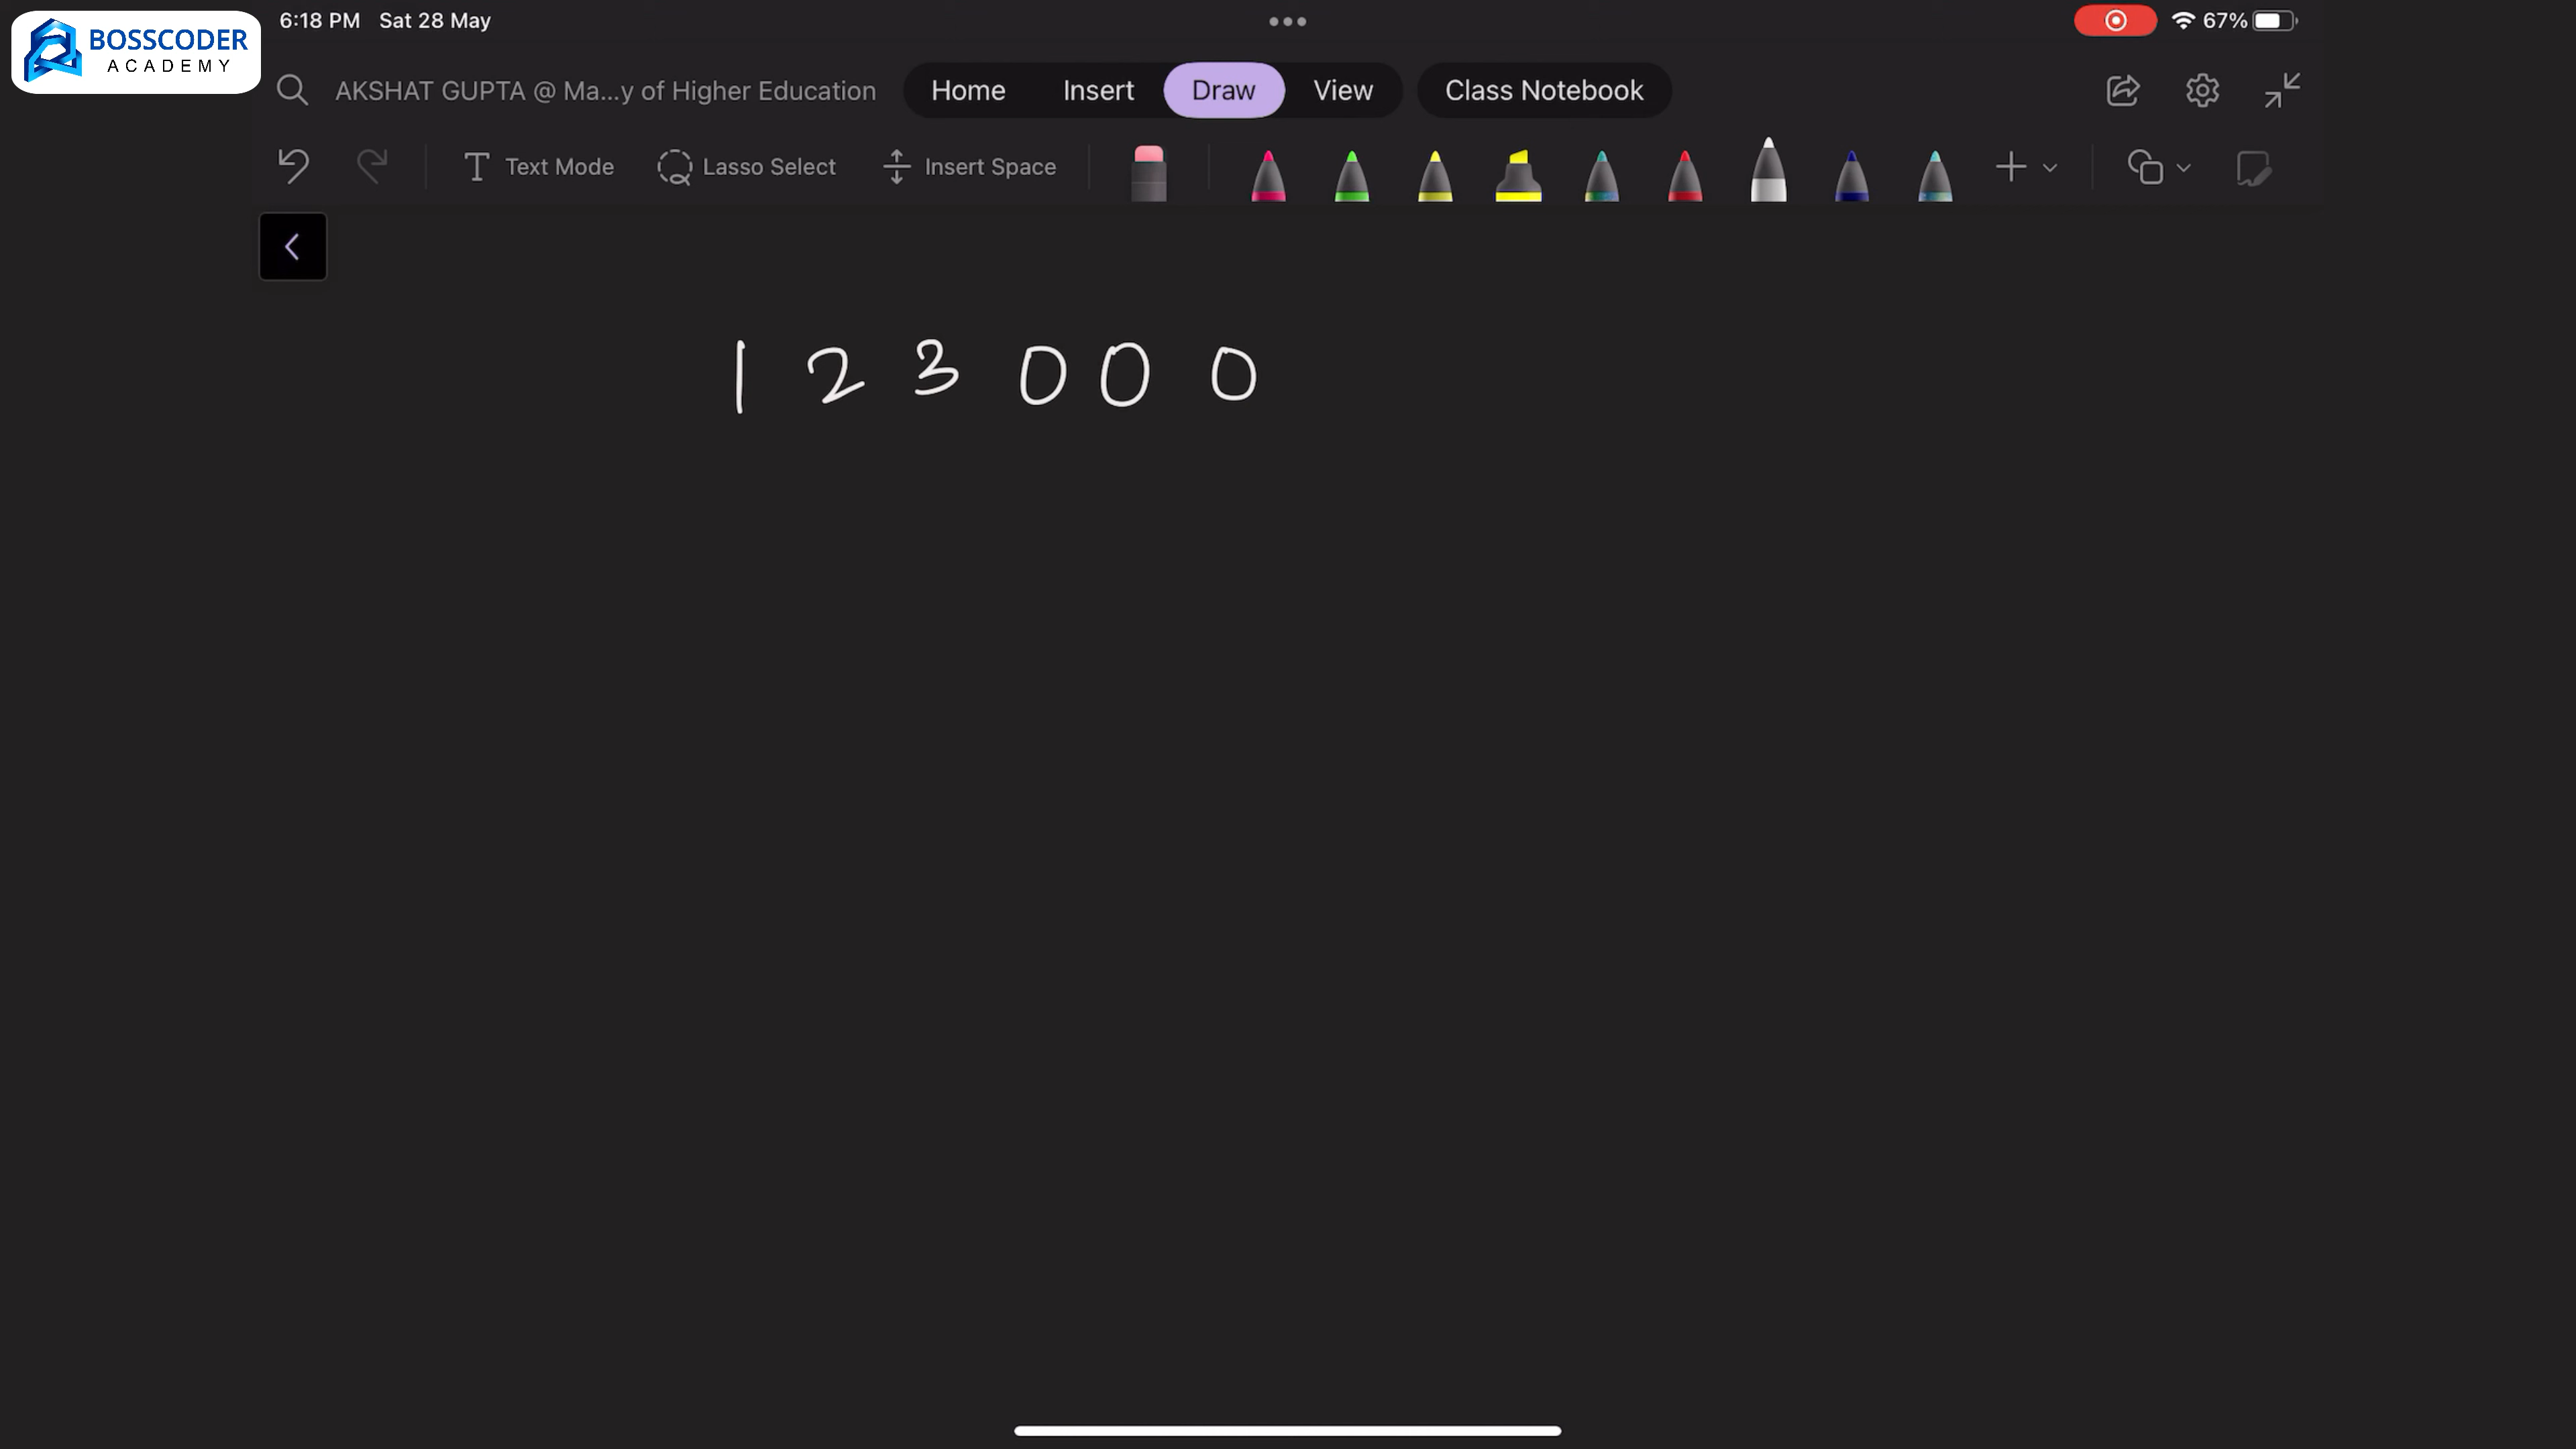 6:18 PM Sat 28 May
67%
BOSSCODER
ACADEMY
AKSHAT GUPTA @ Ma...y of Higher Education
Home Insert Draw View Class Notebook
Text Mode Lasso Select Insert Space
1 2 3 0 0 0